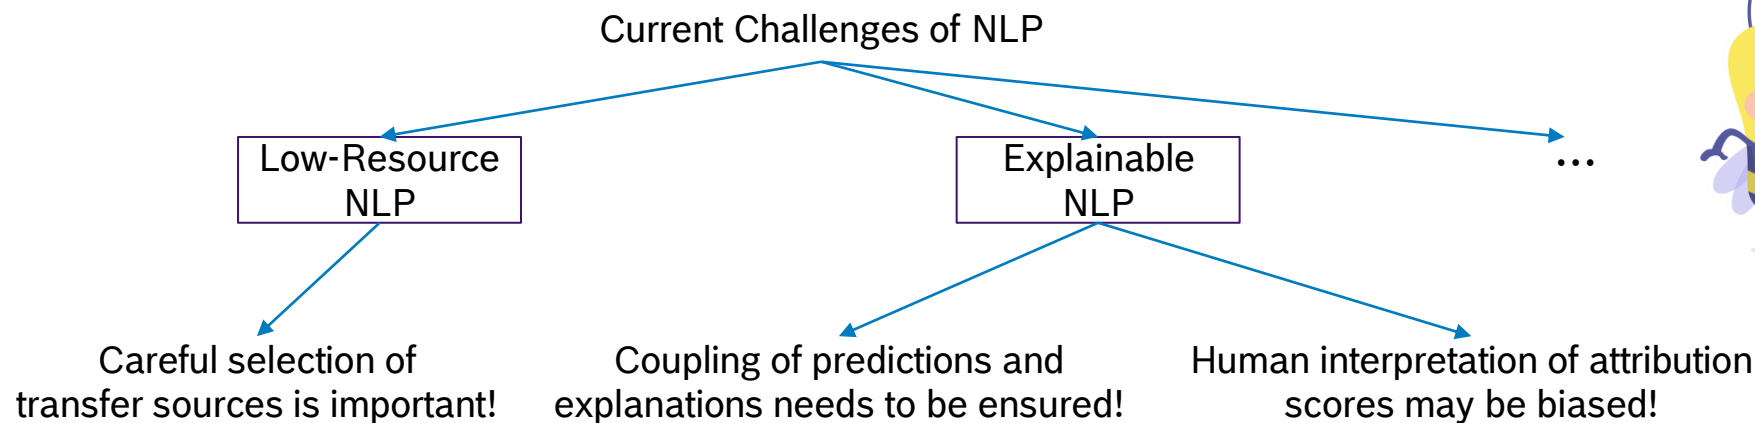 Current Challenges of NLP
Low-Resource
NLP
Explainable
NLP
...
Careful selection of
transfer sources is important!
Coupling of predictions and
explanations needs to be ensured!
Human interpretation of attribution
scores may be biased!